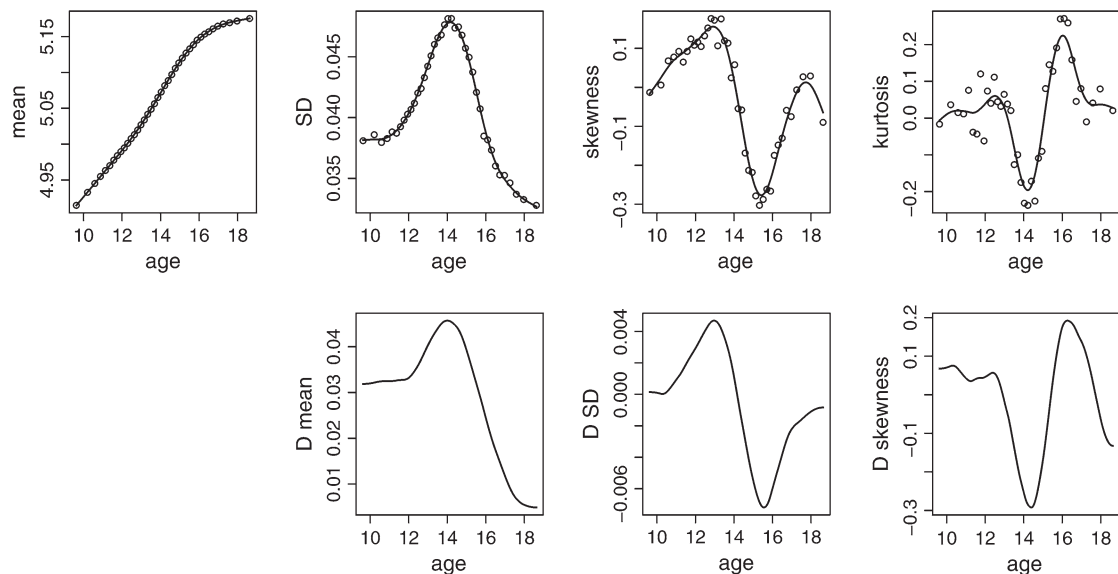 mean
4.95
5.05
5.15
10 12 14 16 18
age
SD
0.035
0.040
0.045
10 12 14 16 18
age
skewness
−0.3
−0.1
0.1
10 12 14 16 18
age
kurtosis
−0.2
0.0
0.1
0.2
10 12 14 16 18
age
D mean
0.01
0.02
0.03
0.04
10 12 14 16 18
age
D SD
−0.006
0.000
0.004
10 12 14 16 18
age
D skewness
−0.3
−0.1
0.1
0.2
10 12 14 16 18
age